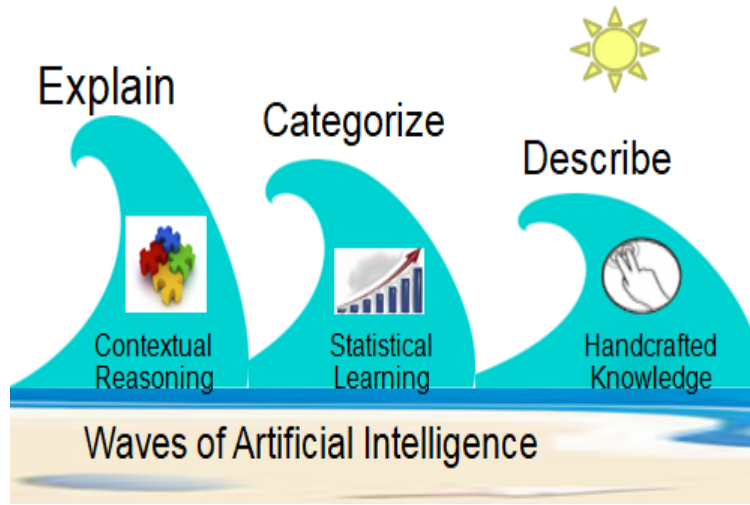 Explain
Categorize
Describe
Contextual
Reasoning
Statistical
Learning
Handcrafted
Knowledge
Waves of Artificial Intelligence